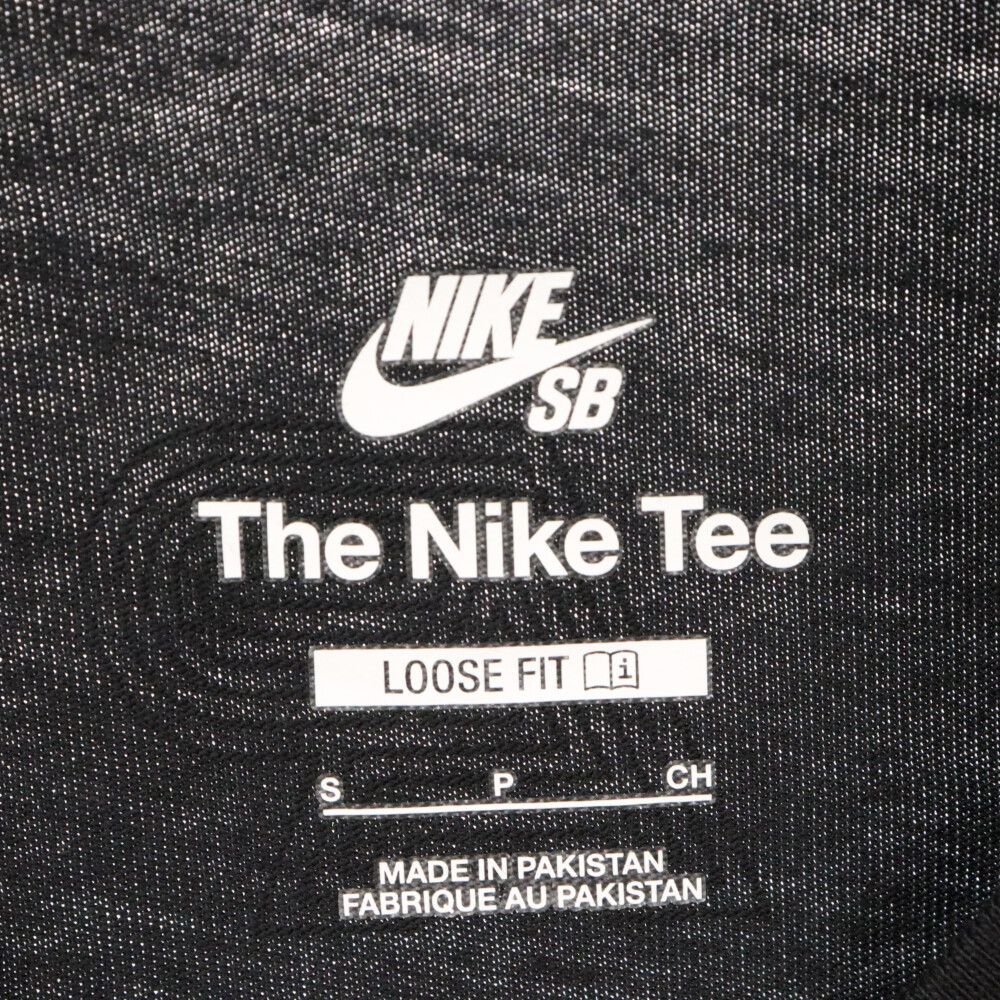 NIKE
SB
The Nike Tee
LOOSE FIT i
S P CH
MADE IN PAKISTAN
FABRIQUE AU PAKISTAN